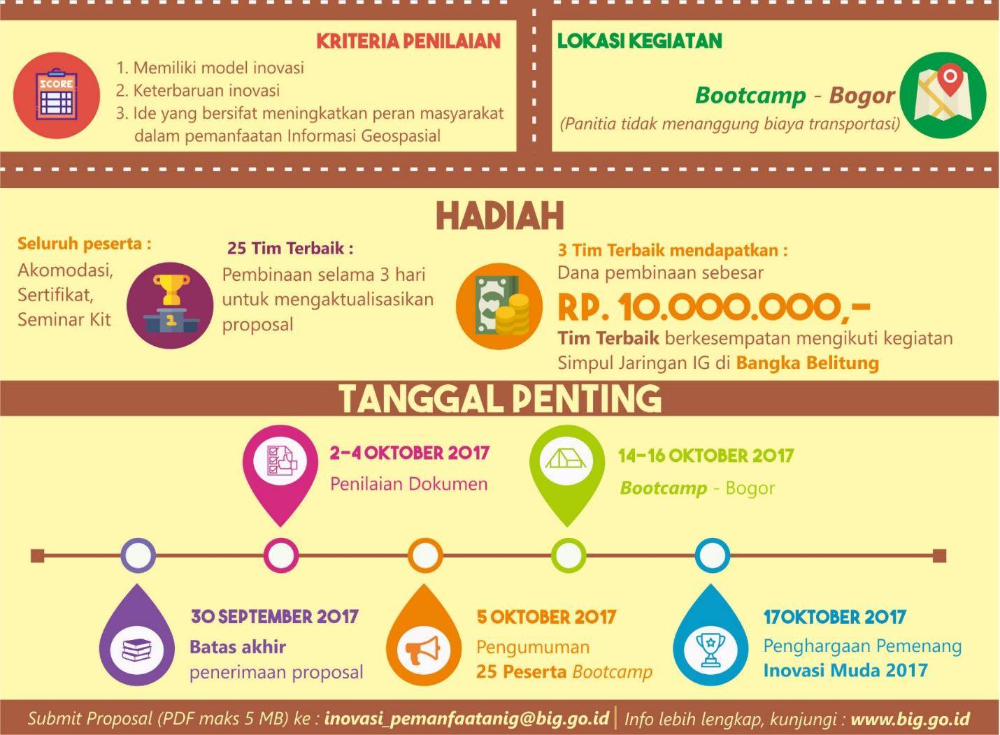 KRITERIA PENILAIAN
SCORE
1. Memiliki model inovasi
2. Keterbaruan inovasi
3. Ide yang bersifat meningkatkan peran masyarakat
dalam pemanfaatan Informasi Geospasial
LOKASI KEGIATAN
Bootcamp - Bogor
(Panitia tidak menanggung biaya transportasi)
HADIAH
Seluruh peserta :
Akomodasi,
Sertifikat,
Seminar Kit
1
25 Tim Terbaik :
Pembinaan selama 3 hari
untuk mengaktualisasikan
proposal
3 Tim Terbaik mendapatkan :
Dana pembinaan sebesar
RP. 10.000.000,-
Tim Terbaik berkesempatan mengikuti kegiatan
Simpul Jaringan IG di Bangka Belitung
TANGGAL PENTING
2-4 OKTOBER 2017
Penilaian Dokumen
14-16 OKTOBER 2017
Bootcamp - Bogor
30 SEPTEMBER 2017
Batas akhir
penerimaan proposal
5 OKTOBER 2017
Pengumuman
25 Peserta Bootcamp
17OKTOBER 2017
Penghargaan Pemenang
Inovasi Muda 2017
Submit Proposal (PDF maks 5 MB) ke : inovasi_pemanfaatanig@big.go.id | Info lebih lengkap, kunjungi : www.big.go.id